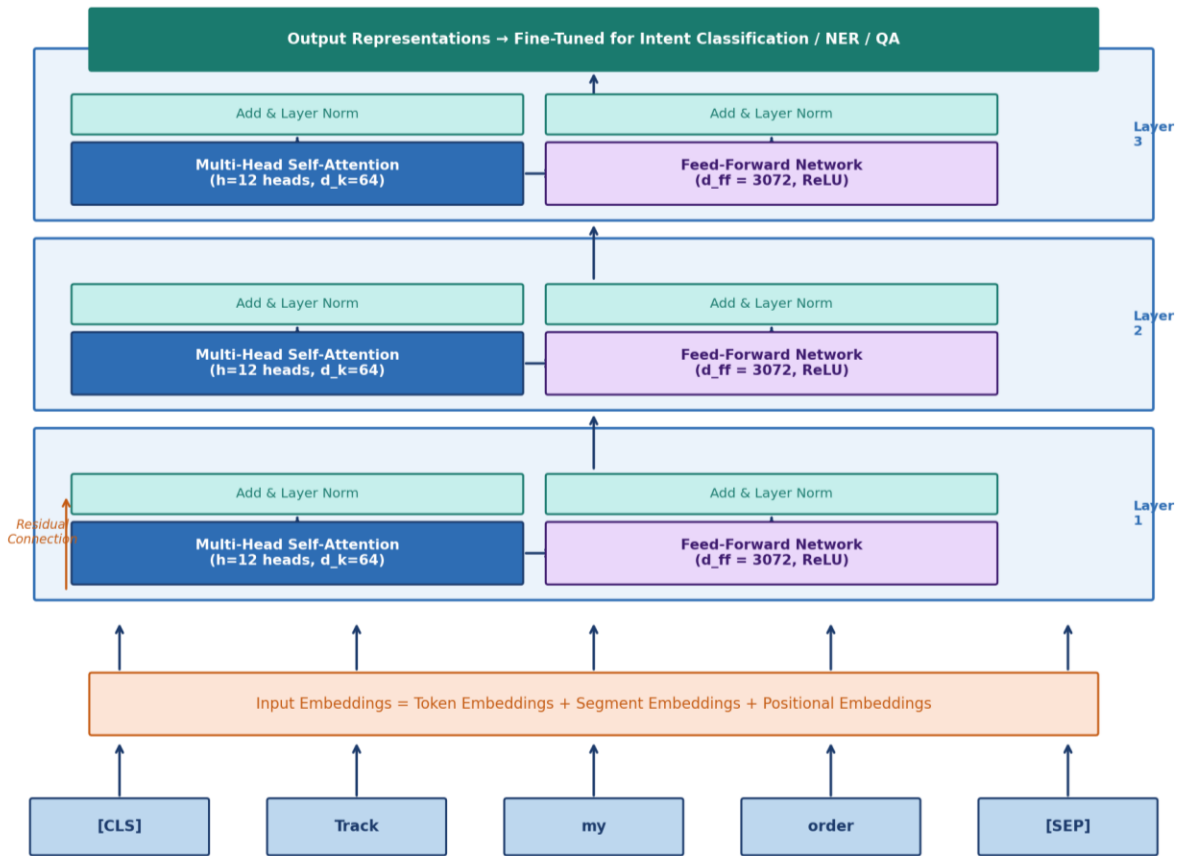 Output Representations → Fine-Tuned for Intent Classification / NER / QA
Add & Layer Norm
Add & Layer Norm
Layer
3
Multi-Head Self-Attention
(h=12 heads, d_k=64)
Feed-Forward Network
(d_ff = 3072, ReLU)
Add & Layer Norm
Add & Layer Norm
Layer
2
Multi-Head Self-Attention
(h=12 heads, d_k=64)
Feed-Forward Network
(d_ff = 3072, ReLU)
Add & Layer Norm
Add & Layer Norm
Layer
1
Residual
Connection
Multi-Head Self-Attention
(h=12 heads, d_k=64)
Feed-Forward Network
(d_ff = 3072, ReLU)
Input Embeddings = Token Embeddings + Segment Embeddings + Positional Embeddings
[CLS]
Track
my
order
[SEP]